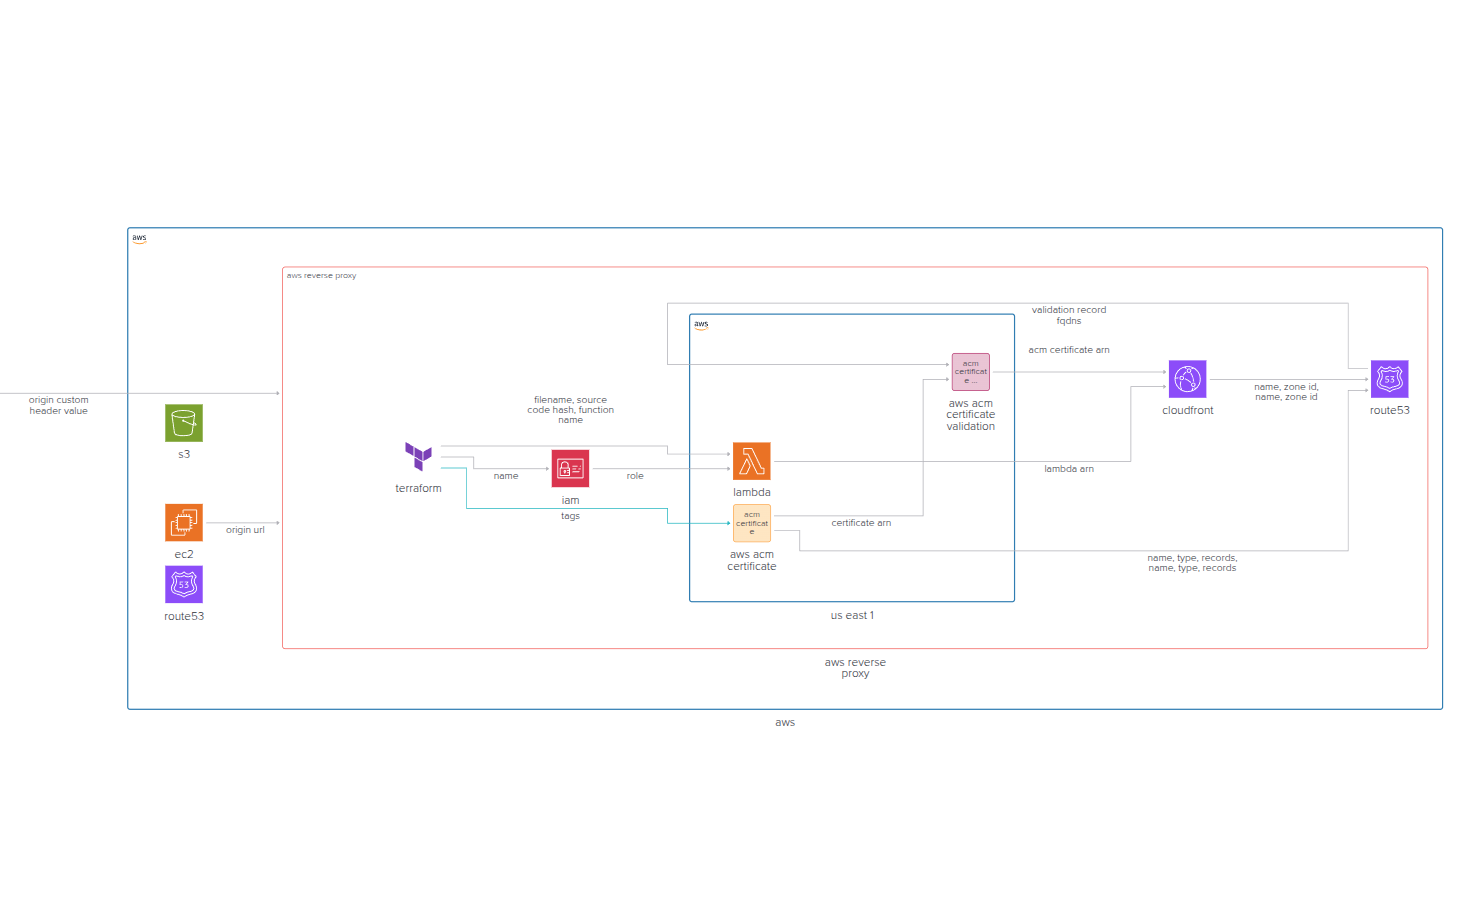 aws
aws reverse proxy
validation record
fqdns
aws
acm certificate arn
acm
certificat
e ...
53
origin custom
header value
name, zone id,
name, zone id
filename, source
code hash, function
name
aws acm
certificate
validation
cloudfront
route53
s3
terraform
name
iam
role
lambda
lambda arn
tags
acm
certificat
e
certificate arn
origin url
ec2
aws acm
certificate
name, type, records,
name, type, records
53
route53
us east 1
aws reverse
proxy
aws